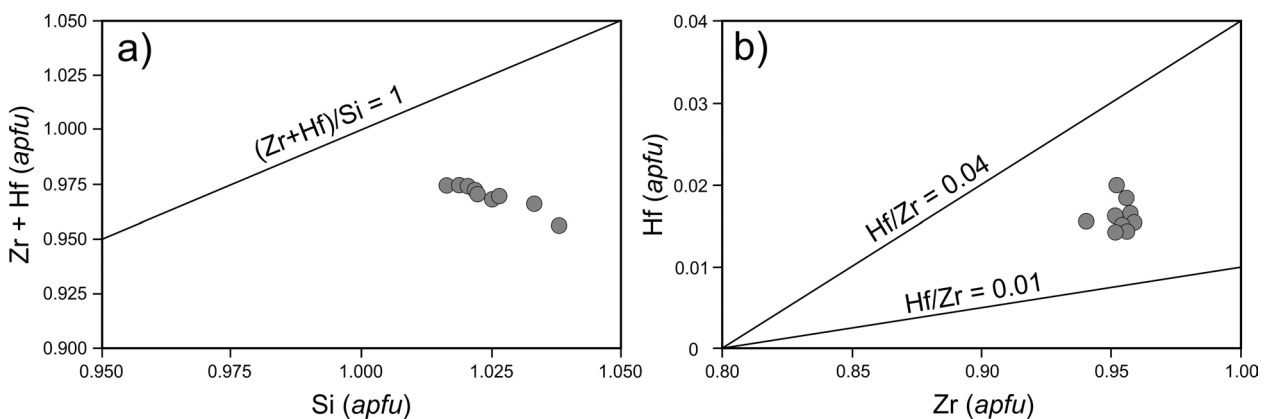 a)
(Zr+Hf)/Si = 1
Zr + Hf (apfu)
1.050
1.025
1.000
0.975
0.950
0.925
0.900
0.950
0.975
1.000
1.025
1.050
Si (apfu)
b)
Hf/Zr = 0.04
Hf/Zr = 0.01
Hf (apfu)
0.04
0.03
0.02
0.01
0
0.80
0.85
0.90
0.95
1.00
Zr (apfu)